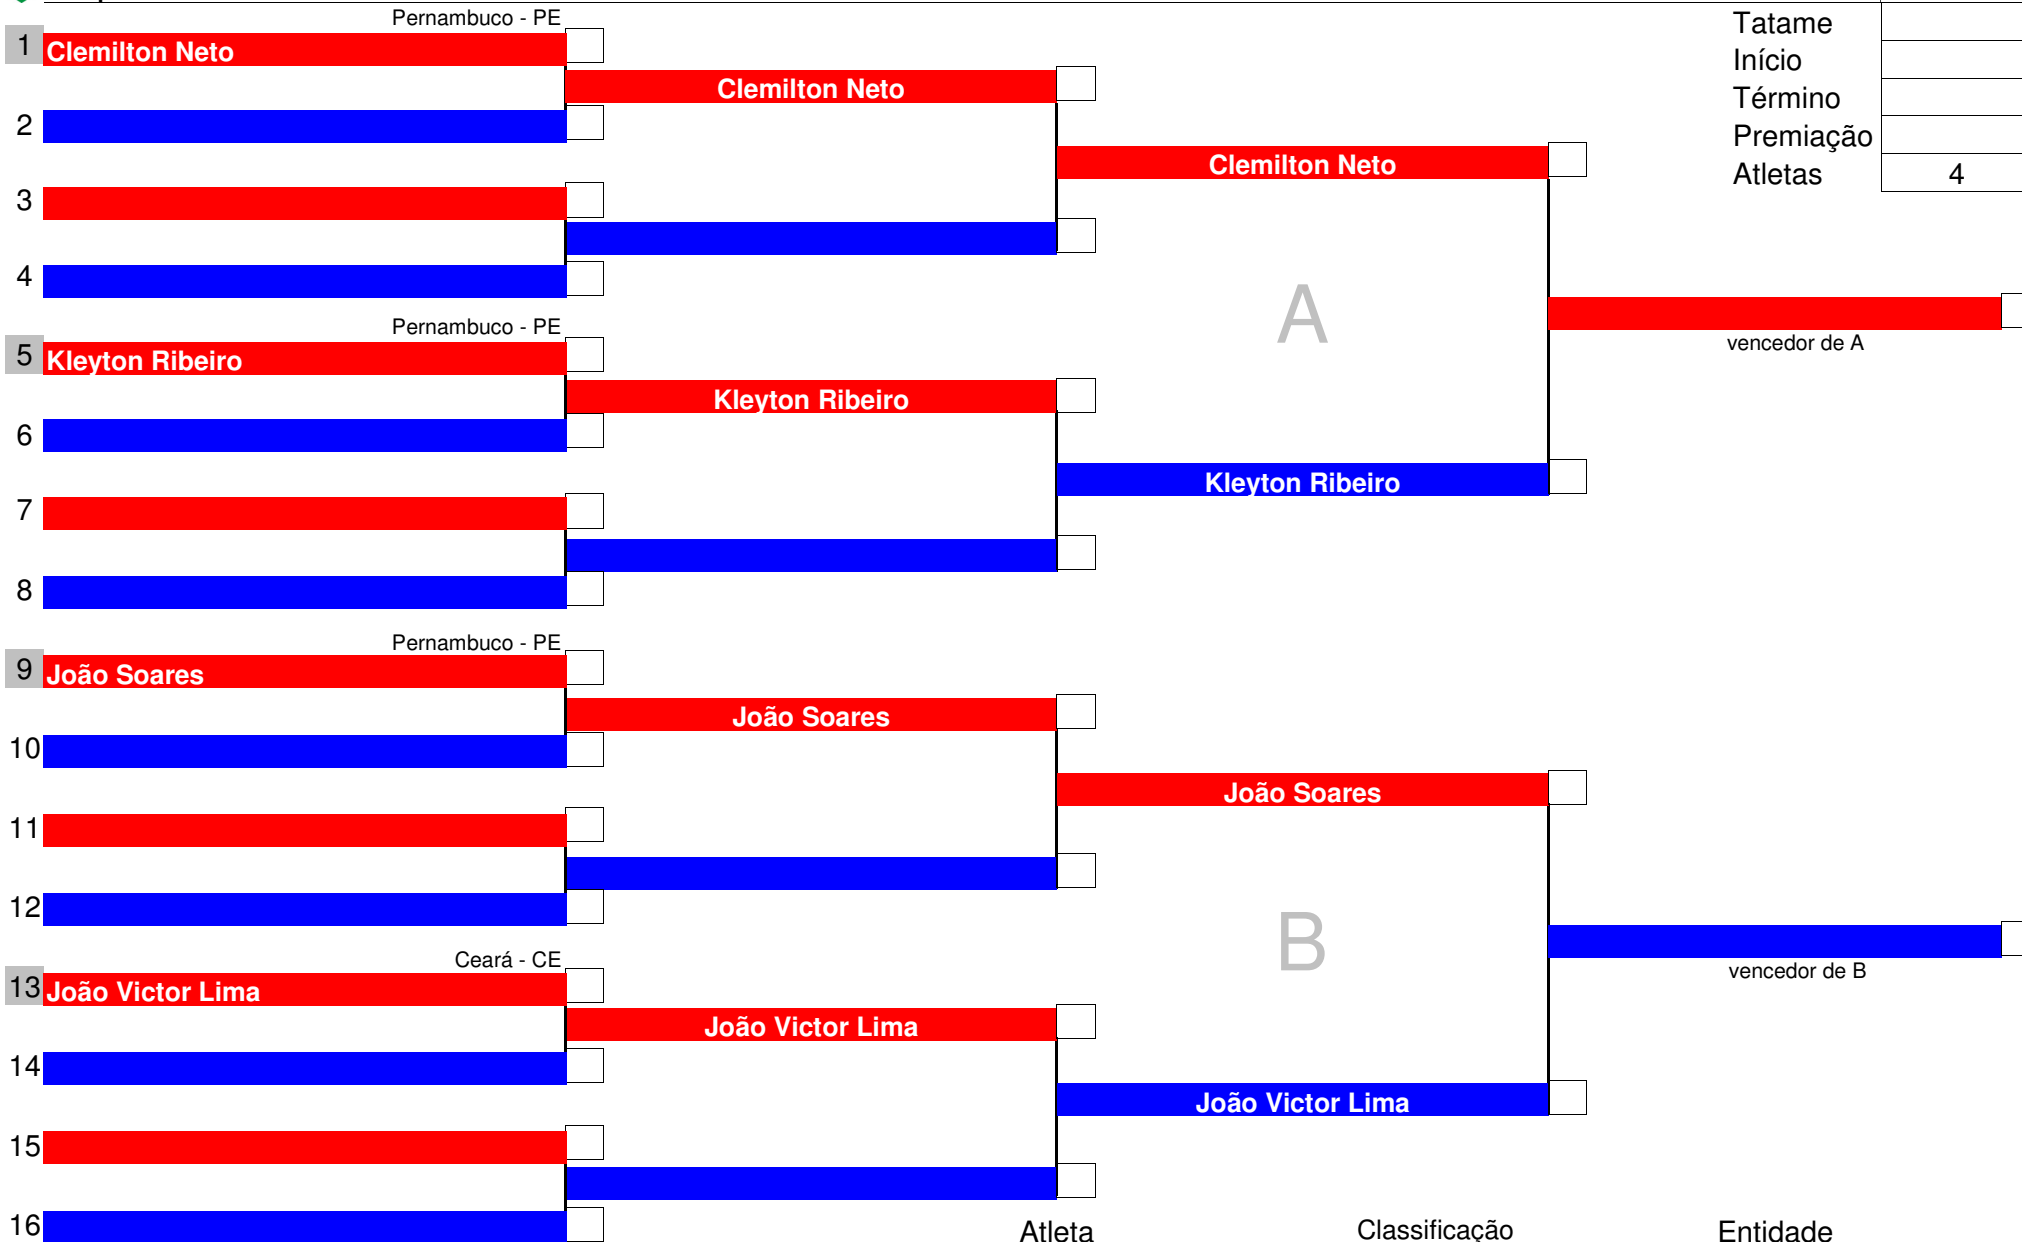 Pernambuco - PE
Tatame
1 Clemilton Neto
Clemilton Neto
Início
Término
2
Premiação
Clemilton Neto
Atletas 4
3
4
A
Pernambuco - PE
vencedor de A
5 Kleyton Ribeiro
Kleyton Ribeiro
6
Kleyton Ribeiro
7
8
Pernambuco - PE
9 João Soares
João Soares
10
João Soares
11
12
B
Ceará - CE
vencedor de B
13 João Victor Lima
João Victor Lima
14
João Victor Lima
15
16
Atleta Classificação Entidade